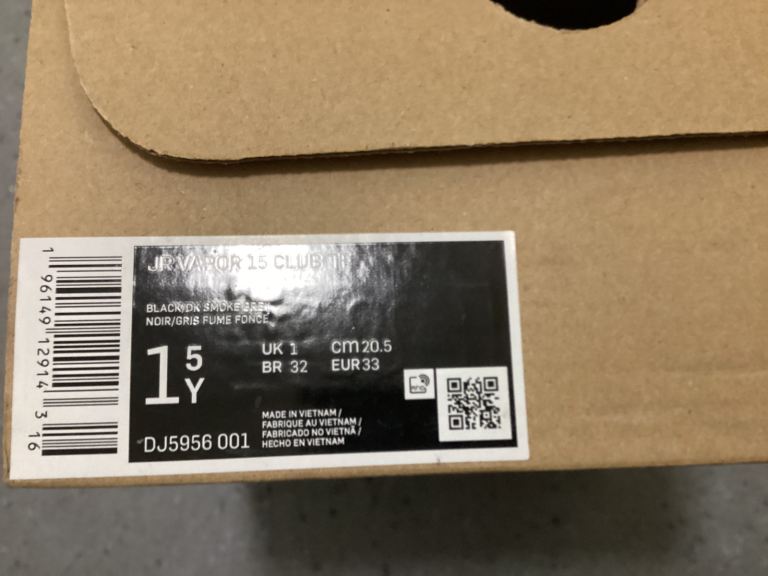 JR VAPOR 15 CLUB TF
BLACK/DK SMOKE GREY
NOIR/GRIS FUME FONCE
1 5 Y
UK 1 cm 20.5
BR 32 EUR 33
DJ5956 001
MADE IN VIETNAM /
FABRIQUE AU VIETNAM /
FABRICADO NO VIETNÃ /
HECHO EN VIETNAM
1 96149 12914 3 16